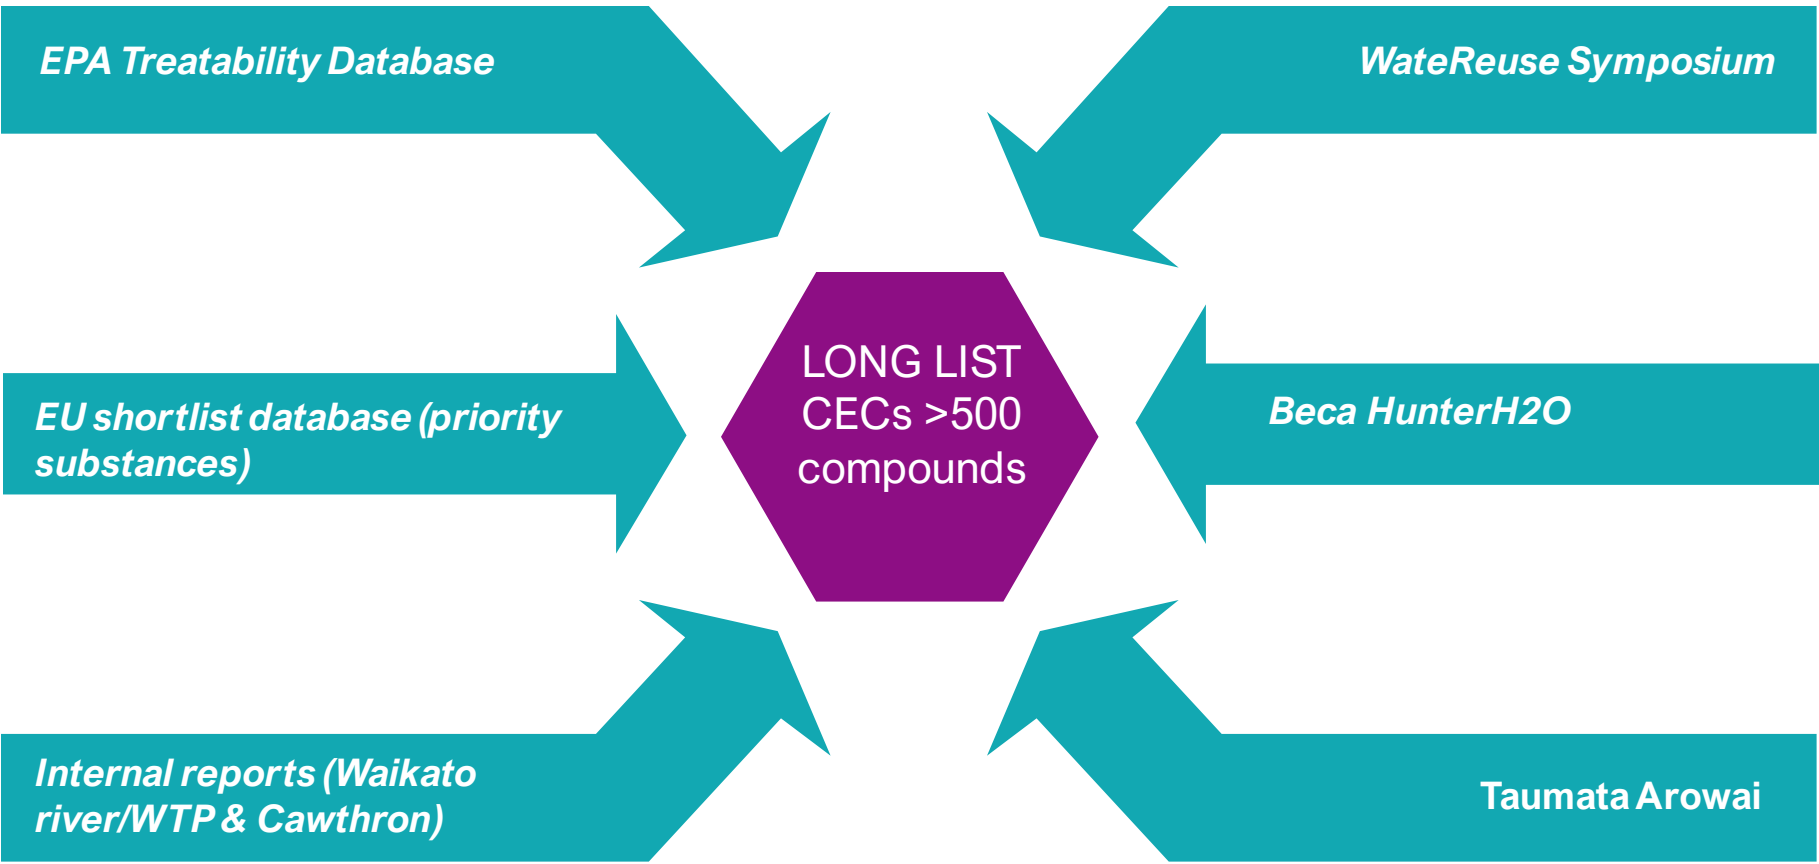 EPA Treatability Database
WateReuse Symposium
LONG LIST
CECs >500
compounds
EU shortlist database (priority
substances)
Beca HunterH2O
Internal reports (Waikato
river/WTP & Cawthron)
Taumata Arowai